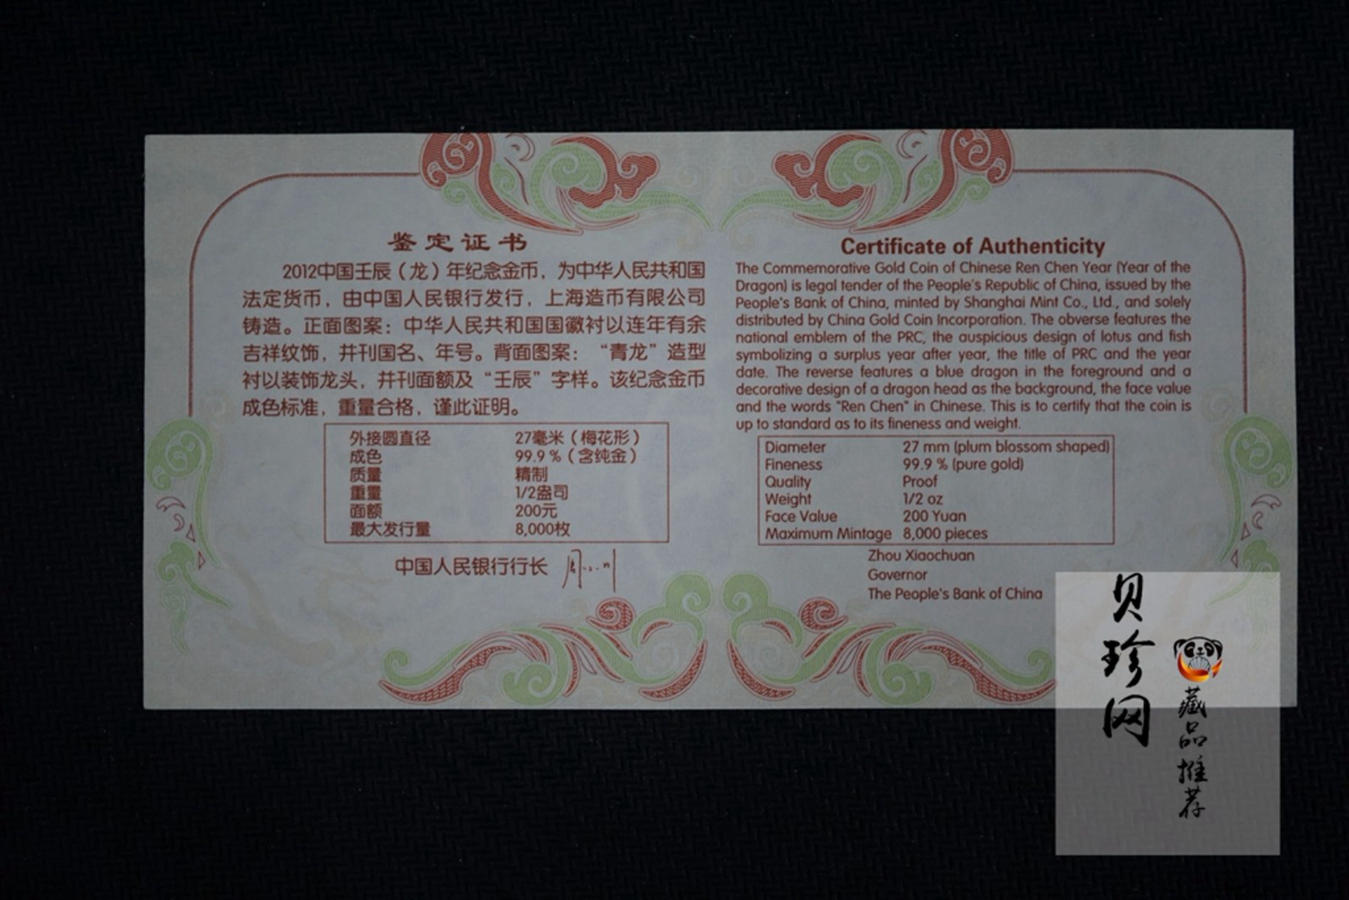 鉴定证书
2012中国壬辰（龙）年纪念金币，为中华人民共和国
法定货币，由中国人民银行发行，上海造币有限公司
铸造。正面图案：中华人民共和国国徽衬以连年有余
吉祥纹饰，并刊国名、年号。背面图案：“青龙”造型
衬以装饰龙头，并刊面额及“壬辰”字样。该纪念金币
成色标准，重量合格，谨此证明。
外接圆直径 27毫米（梅花形）
成色 99.9％（含纯金）
质量 精制
重量 1/2盎司
面额 200元
最大发行量 8,000枚
中国人民银行行长
Certificate of Authenticity
The Commemorative Gold Coin of Chinese Ren Chen Year (Year of the
Dragon) is legal tender of the People's Republic of China, issued by the
People's Bank of China, minted by Shanghai Mint Co., Ltd., and solely
distributed by China Gold Coin Incorporation. The obverse features the
national emblem of the PRC, the auspicious design of lotus and fish
symbolizing a surplus year after year, the title of PRC and the year
date. The reverse features a blue dragon in the foreground and a
decorative design of a dragon head as the background, the face value
and the words "Ren Chen" in Chinese. This is to certify that the coin is
up to standard as to its fineness and weight.
Diameter 27 mm (plum blossom shaped)
Fineness 99.9 % (pure gold)
Quality Proof
Weight 1/2 oz
Face Value 200 Yuan
Maximum Mintage 8,000 pieces
Zhou Xiaochuan
Governor
The People's Bank of China
贝珍网
藏品推荐